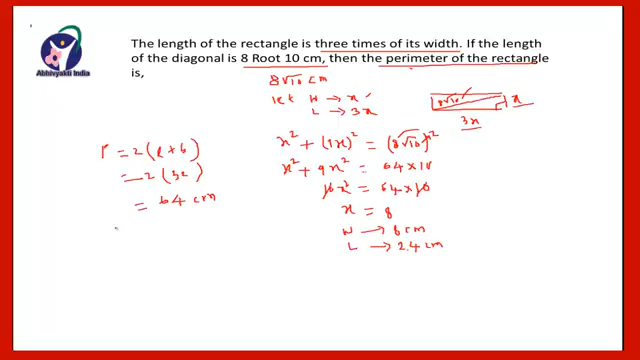 The length of the rectangle is three times of its width. If the length
of the diagonal is 8 Root 10 cm, then the perimeter of the rectangle
is,
Abhivyakti India
8√10 cm
let W → x
L → 3x
8√10
x
3x
x² + (3x)² = (8√10)²
x² + 9x² = 64 × 10
10x² = 64 × 10
x = 8
W → 8 cm
L → 24 cm
P = 2(l + b)
= 2(32)
= 64 cm